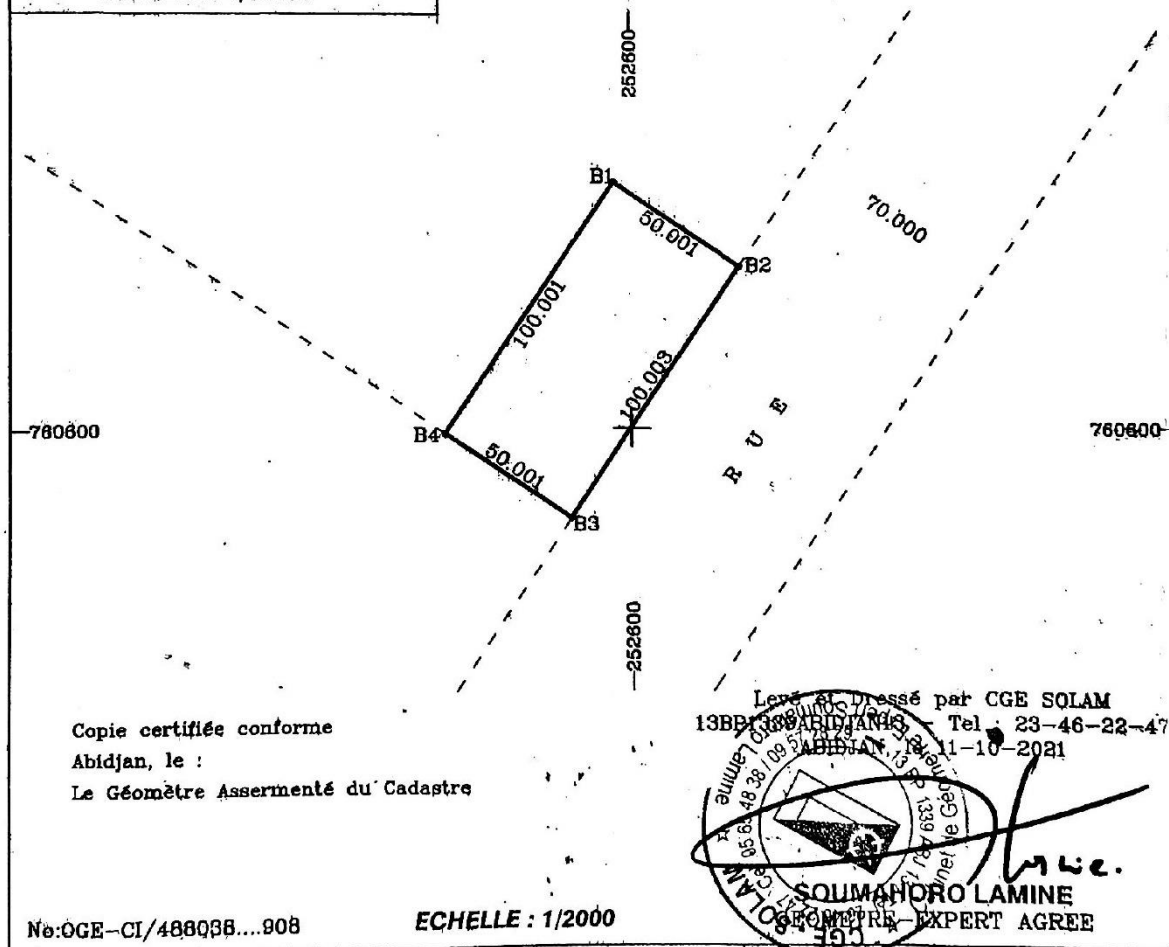 252600
B1
50.001
70.000
B2
100.001
100.003
760600
B4
RUE
760600
50.001
B3
252600
Levé et Dressé par CGE SOLAM
Tel : 23-46-22-47
ABIDJAN, le 11-10-2021
Copie certifiée conforme
Abidjan, le :
Le Géomètre Assermenté du Cadastre
SOUMAHORO LAMINE
GEOMETRE-EXPERT AGREE
No:OGE-CI/488038....908
ECHELLE : 1/2000
CGE SOLAM